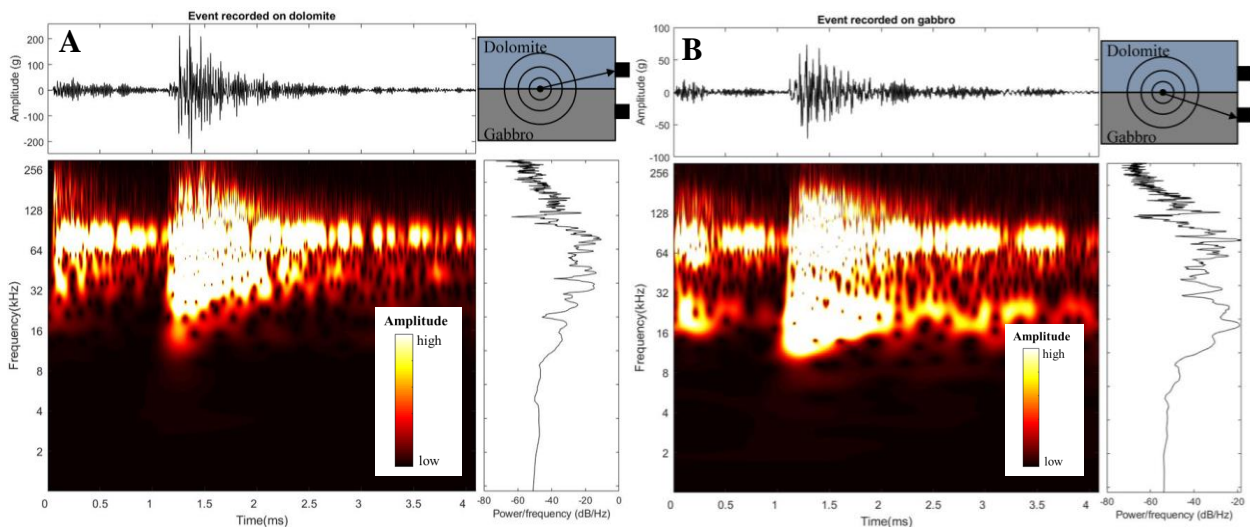 Event recorded on dolomite
A
Amplitude (g)
200
100
0
-100
-200
Dolomite
Gabbro
Frequency(kHz)
256
128
64
32
16
8
4
2
Amplitude
high
low
0
0.5
1
1.5
2
2.5
3
3.5
4
Time(ms)
-80
-60
-40
-20
0
Power/frequency (dB/Hz)
Event recorded on gabbro
B
Amplitude (g)
100
50
0
-50
-100
Dolomite
Gabbro
Frequency (kHz)
256
128
64
32
16
8
4
2
Amplitude
high
low
0
0.5
1
1.5
2
2.5
3
3.5
4
Time(ms)
-80
-60
-40
-20
Power/frequency (dB/Hz)